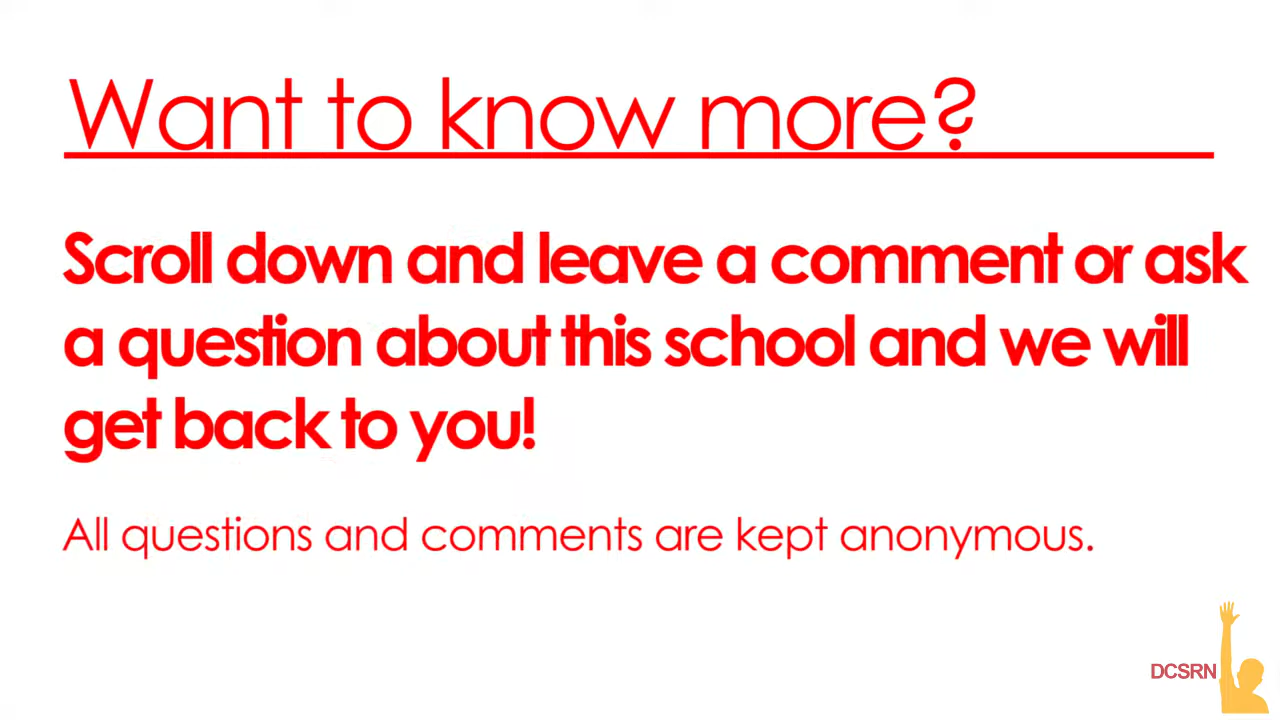 Want to know more?
Scroll down and leave a comment or ask
a question about this school and we will
get back to you!
All questions and comments are kept anonymous.
DCSRN